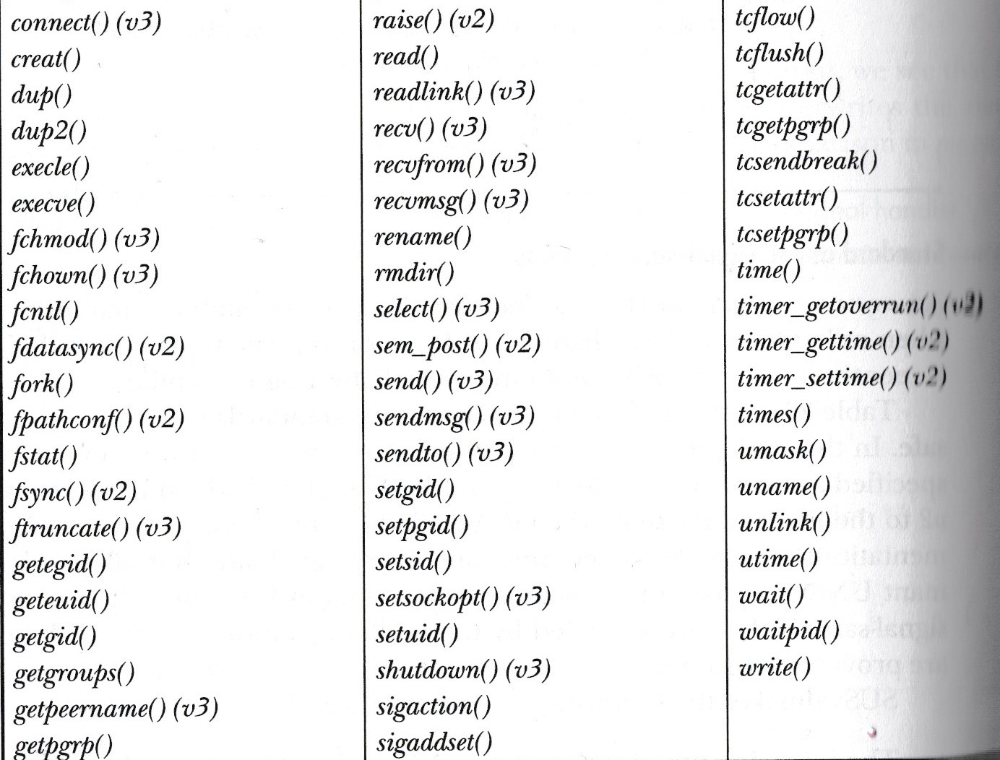 connect() (v3)
creat()
dup()
dup2()
execle()
execve()
fchmod() (v3)
fchown() (v3)
fcntl()
fdatasync() (v2)
fork()
fpathconf() (v2)
fstat()
fsync() (v2)
ftruncate() (v3)
getegid()
geteuid()
getgid()
getgroups()
getpeername() (v3)
getpgrp()
raise() (v2)
read()
readlink() (v3)
recv() (v3)
recvfrom() (v3)
recvmsg() (v3)
rename()
rmdir()
select() (v3)
sem_post() (v2)
send() (v3)
sendmsg() (v3)
sendto() (v3)
setgid()
setpgid()
setsid()
setsockopt() (v3)
setuid()
shutdown() (v3)
sigaction()
sigaddset()
tcflow()
tcflush()
tcgetattr()
tcgetpgrp()
tcsendbreak()
tcsetattr()
tcsetpgrp()
time()
timer_getoverrun()
timer_gettime() (v2)
timer_settime() (v2)
times()
umask()
uname()
unlink()
utime()
wait()
waitpid()
write()